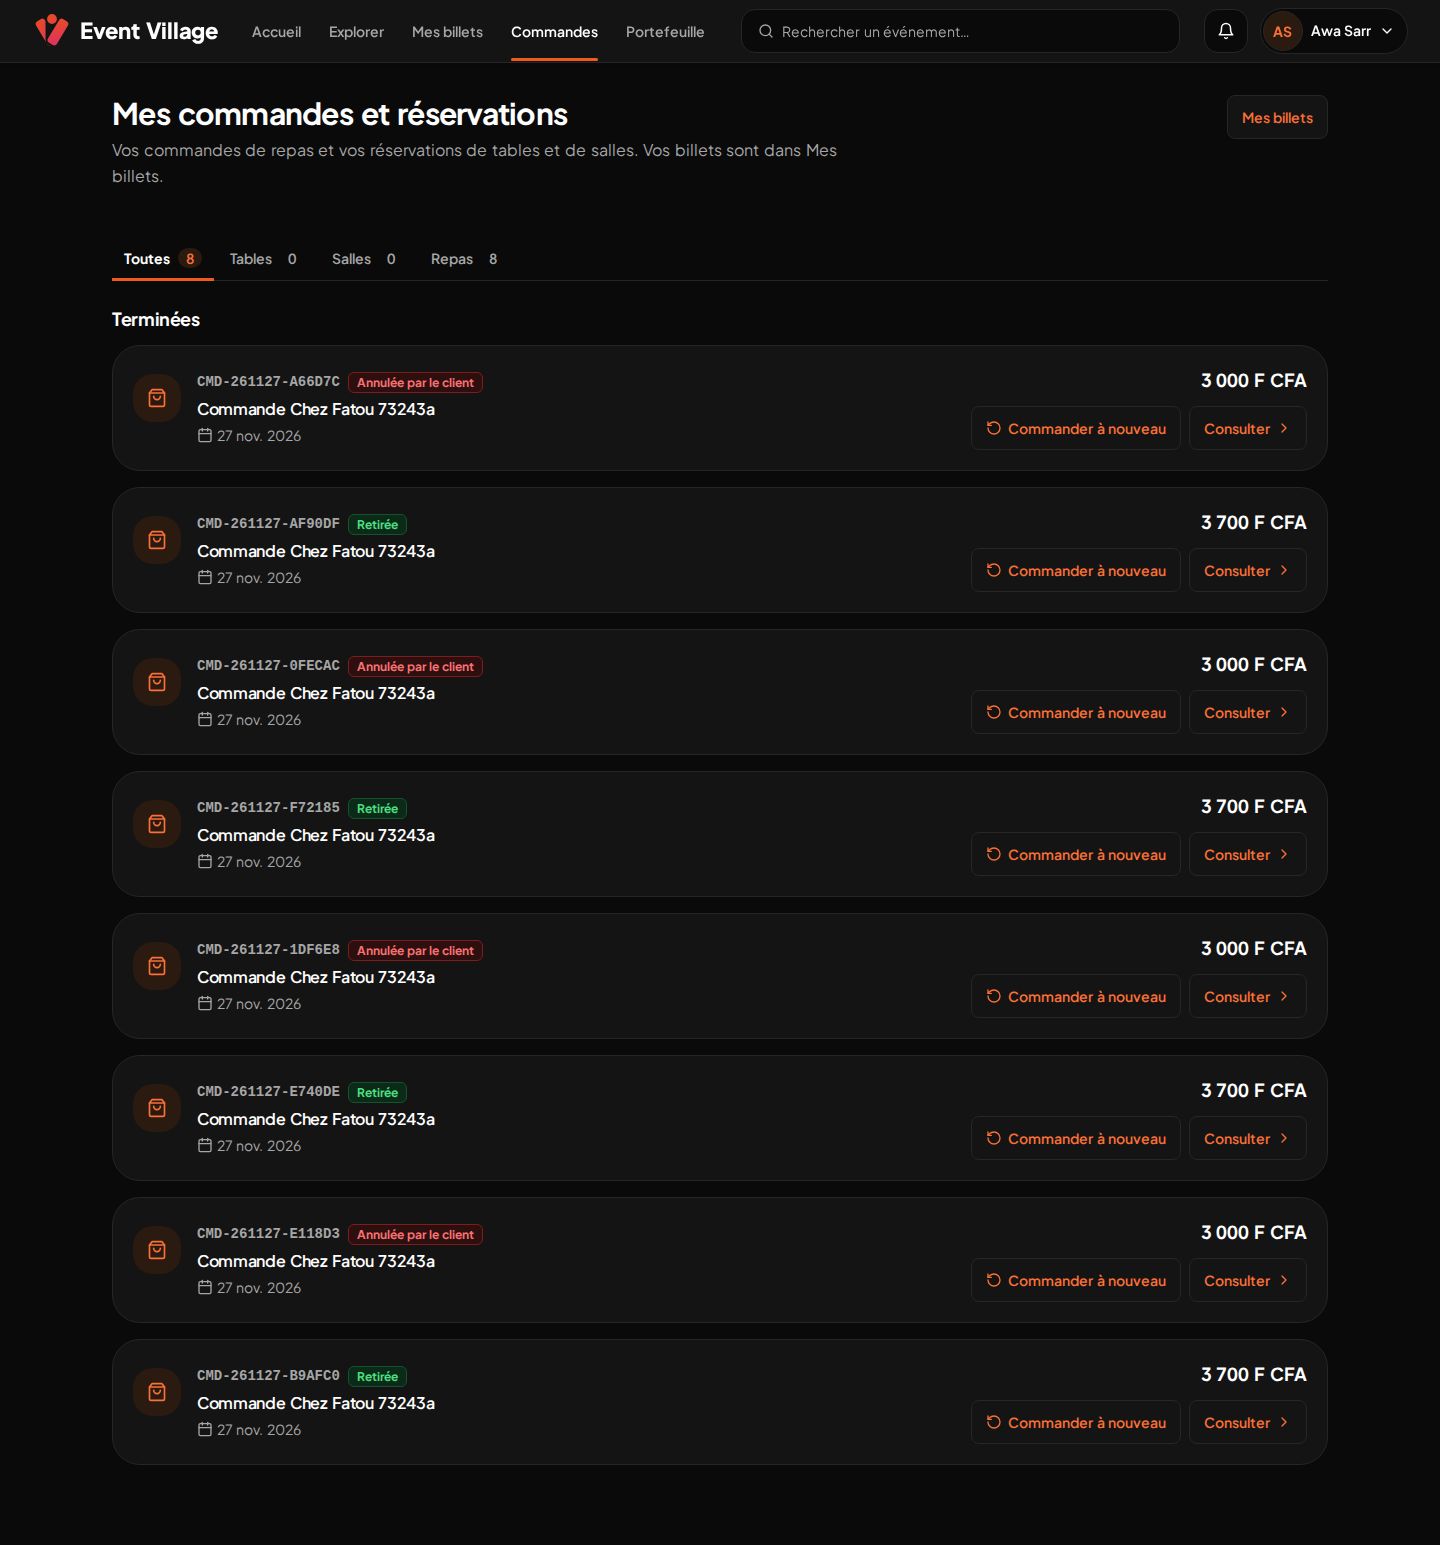 Event Village
Accueil
Explorer
Mes billets
Commandes
Portefeuille
Rechercher un événement...
AS
Awa Sarr
Mes commandes et réservations
Mes billets
Vos commandes de repas et vos réservations de tables et de salles. Vos billets sont dans Mes
billets.
Toutes 8
Tables 0
Salles 0
Repas 8
Terminées
CMD-261127-A66D7C Annulée par le client
3 000 F CFA
Commande Chez Fatou 73243a
27 nov. 2026
Commander à nouveau
Consulter
CMD-261127-AF90DF Retirée
3 700 F CFA
Commande Chez Fatou 73243a
27 nov. 2026
Commander à nouveau
Consulter
CMD-261127-0FECAC Annulée par le client
3 000 F CFA
Commande Chez Fatou 73243a
27 nov. 2026
Commander à nouveau
Consulter
CMD-261127-F72185 Retirée
3 700 F CFA
Commande Chez Fatou 73243a
27 nov. 2026
Commander à nouveau
Consulter
CMD-261127-1DF6E8 Annulée par le client
3 000 F CFA
Commande Chez Fatou 73243a
27 nov. 2026
Commander à nouveau
Consulter
CMD-261127-E740DE Retirée
3 700 F CFA
Commande Chez Fatou 73243a
27 nov. 2026
Commander à nouveau
Consulter
CMD-261127-E118D3 Annulée par le client
3 000 F CFA
Commande Chez Fatou 73243a
27 nov. 2026
Commander à nouveau
Consulter
CMD-261127-B9AFC0 Retirée
3 700 F CFA
Commande Chez Fatou 73243a
27 nov. 2026
Commander à nouveau
Consulter